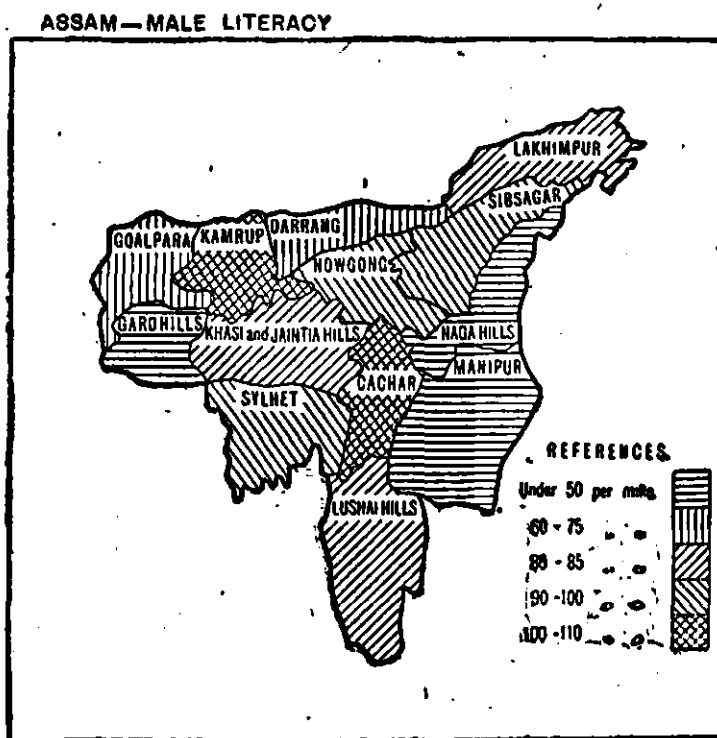 ASSAM—MALE LITERACY
LAKHIMPUR
SIBSAGAR
GOALPARA
KAMRUP
DARRANG
NOWGONG
GARO HILLS
KHASI and JAINTIA HILLS
NAGA HILLS
MANIPUR
CACHAR
SYLHET
LUSHAI HILLS
REFERENCES.
Under 50 per mille.
60 - 75 " "
80 - 85 " "
90 - 100 " "
100 - 110 " "